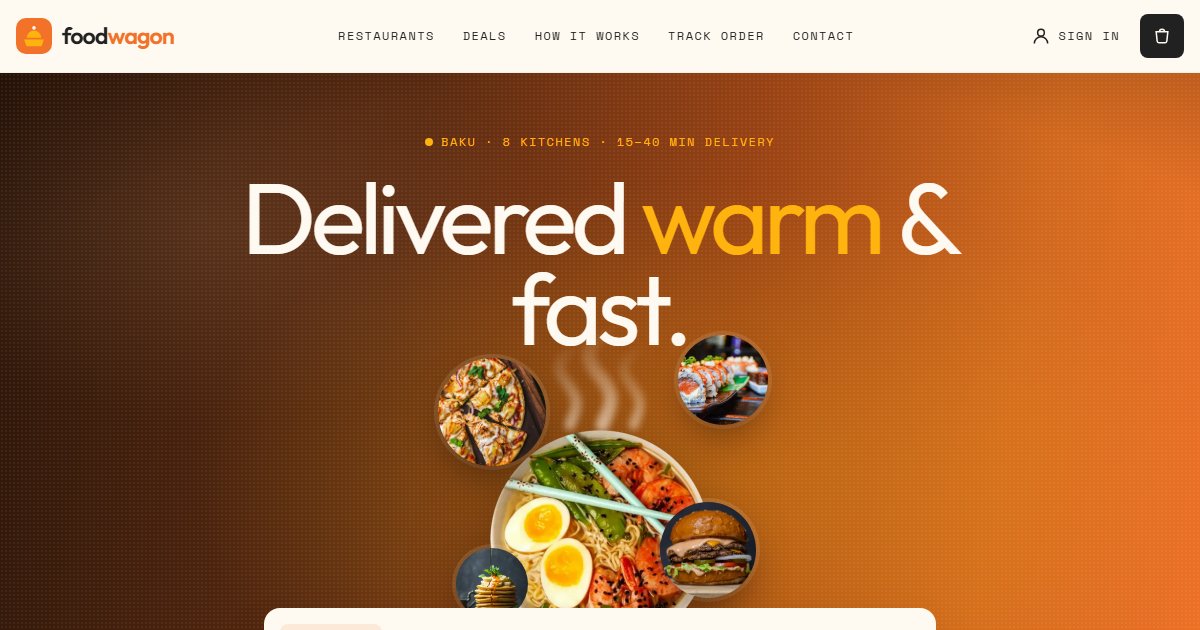 foodwagon
RESTAURANTS
DEALS
HOW IT WORKS
TRACK ORDER
CONTACT
SIGN IN
BAKU · 8 KITCHENS · 15–40 MIN DELIVERY
Delivered warm &
fast.